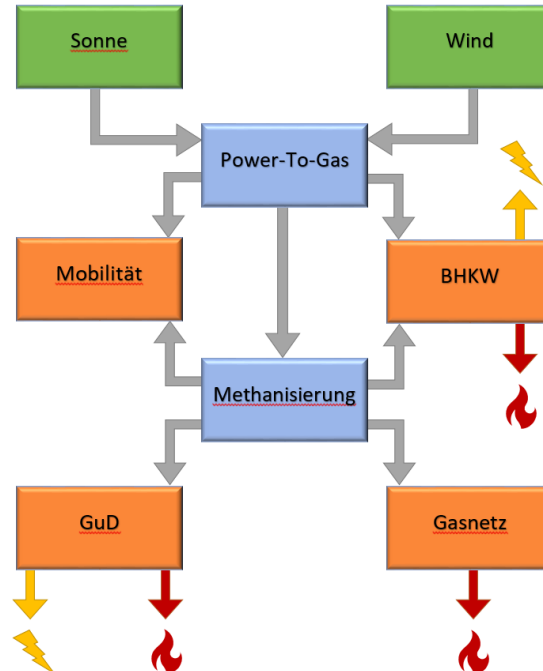 Sonne
Wind
Power-To-Gas
Mobilität
BHKW
Methanisierung
GuD
Gasnetz